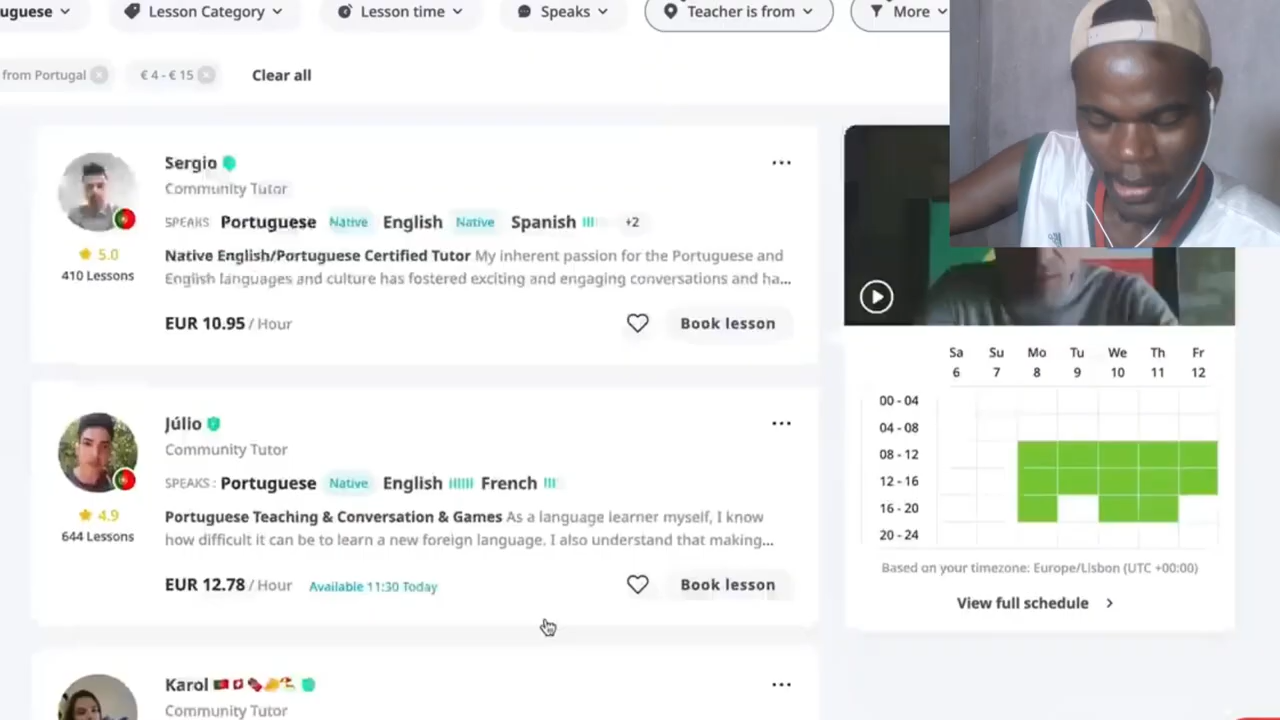 uguese
Lesson Category
Lesson time
Speaks
Teacher is from
More
from Portugal
€ 4 - € 15
Clear all
Sergio
Community Tutor
SPEAKS Portuguese Native English Native Spanish +2
5.0
410 Lessons
Native English/Portuguese Certified Tutor My inherent passion for the Portuguese and
English languages and culture has fostered exciting and engaging conversations and ha...
EUR 10.95 / Hour
Book lesson
Júlio
Community Tutor
SPEAKS : Portuguese Native English French
4.9
644 Lessons
Portuguese Teaching & Conversation & Games As a language learner myself, I know
how difficult it can be to learn a new foreign language. I also understand that making...
EUR 12.78 / Hour Available 11:30 Today
Book lesson
Karol
Community Tutor
Sa Su Mo Tu We Th Fr
6 7 8 9 10 11 12
00 - 04
04 - 08
08 - 12
12 - 16
16 - 20
20 - 24
Based on your timezone: Europe/Lisbon (UTC +00:00)
View full schedule